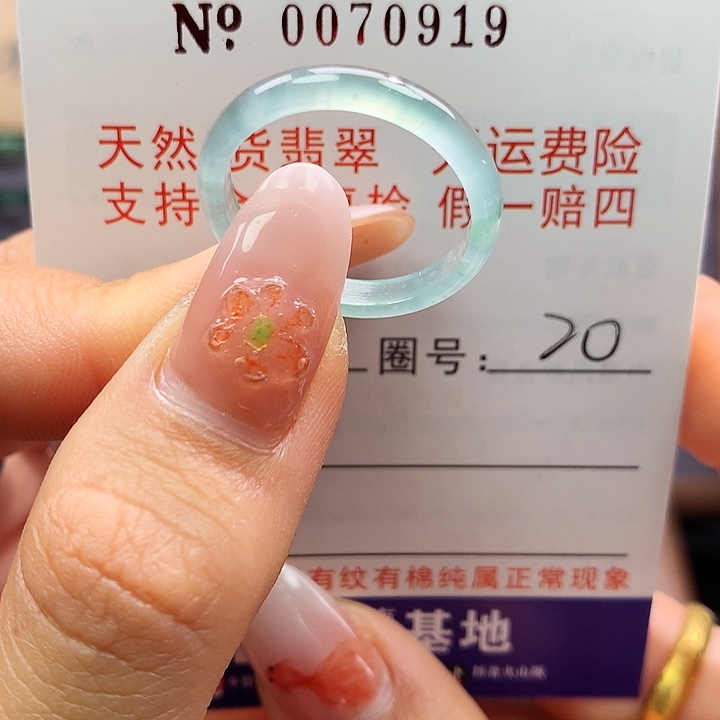 № 0070919
天然 货翡翠 运费险
支持 假一赔四
圈号: 20
有纹有棉纯属正常现象
基地